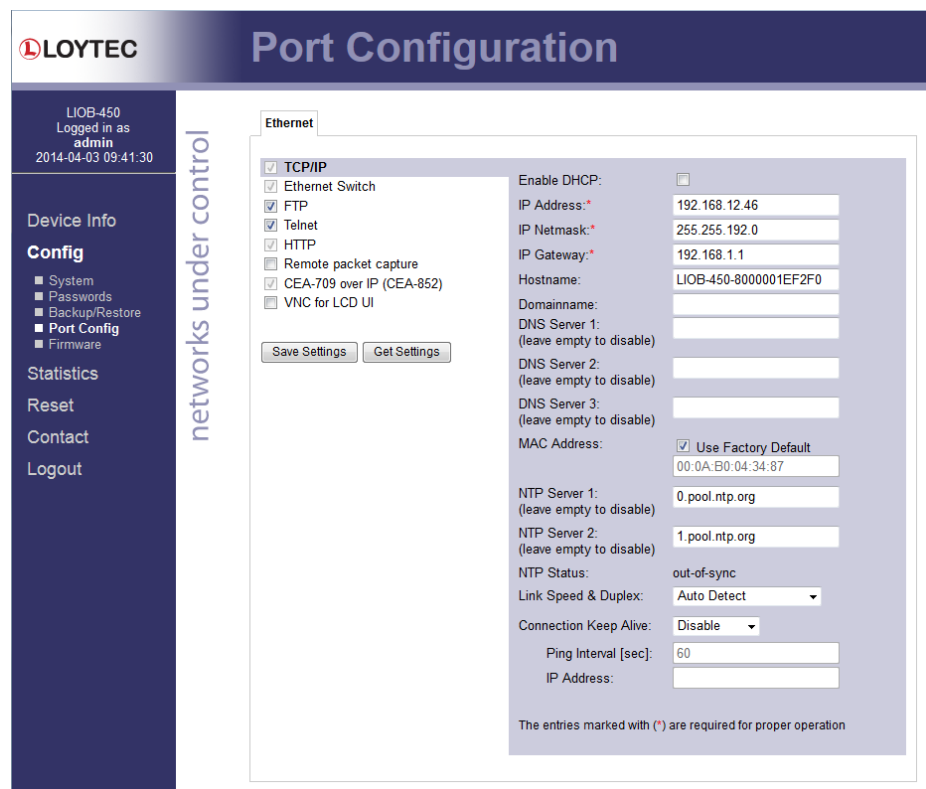 LOYTEC
Port Configuration
LIOB-450
Logged in as
admin
2014-04-03 09:41:30
Device Info
Config
System
Passwords
Backup/Restore
Port Config
Firmware
Statistics
Reset
Contact
Logout
networks under control
Ethernet
TCP/IP
Ethernet Switch
FTP
Telnet
HTTP
Remote packet capture
CEA-709 over IP (CEA-852)
VNC for LCD UI
Save Settings Get Settings
Enable DHCP:
IP Address:* 192.168.12.46
IP Netmask:* 255.255.192.0
IP Gateway:* 192.168.1.1
Hostname: LIOB-450-8000001EF2F0
Domainname:
DNS Server 1:
(leave empty to disable)
DNS Server 2:
(leave empty to disable)
DNS Server 3:
(leave empty to disable)
MAC Address: Use Factory Default
00:0A:B0:04:34:87
NTP Server 1: 0.pool.ntp.org
(leave empty to disable)
NTP Server 2: 1.pool.ntp.org
(leave empty to disable)
NTP Status: out-of-sync
Link Speed & Duplex: Auto Detect
Connection Keep Alive: Disable
Ping Interval [sec]: 60
IP Address:
The entries marked with (*) are required for proper operation